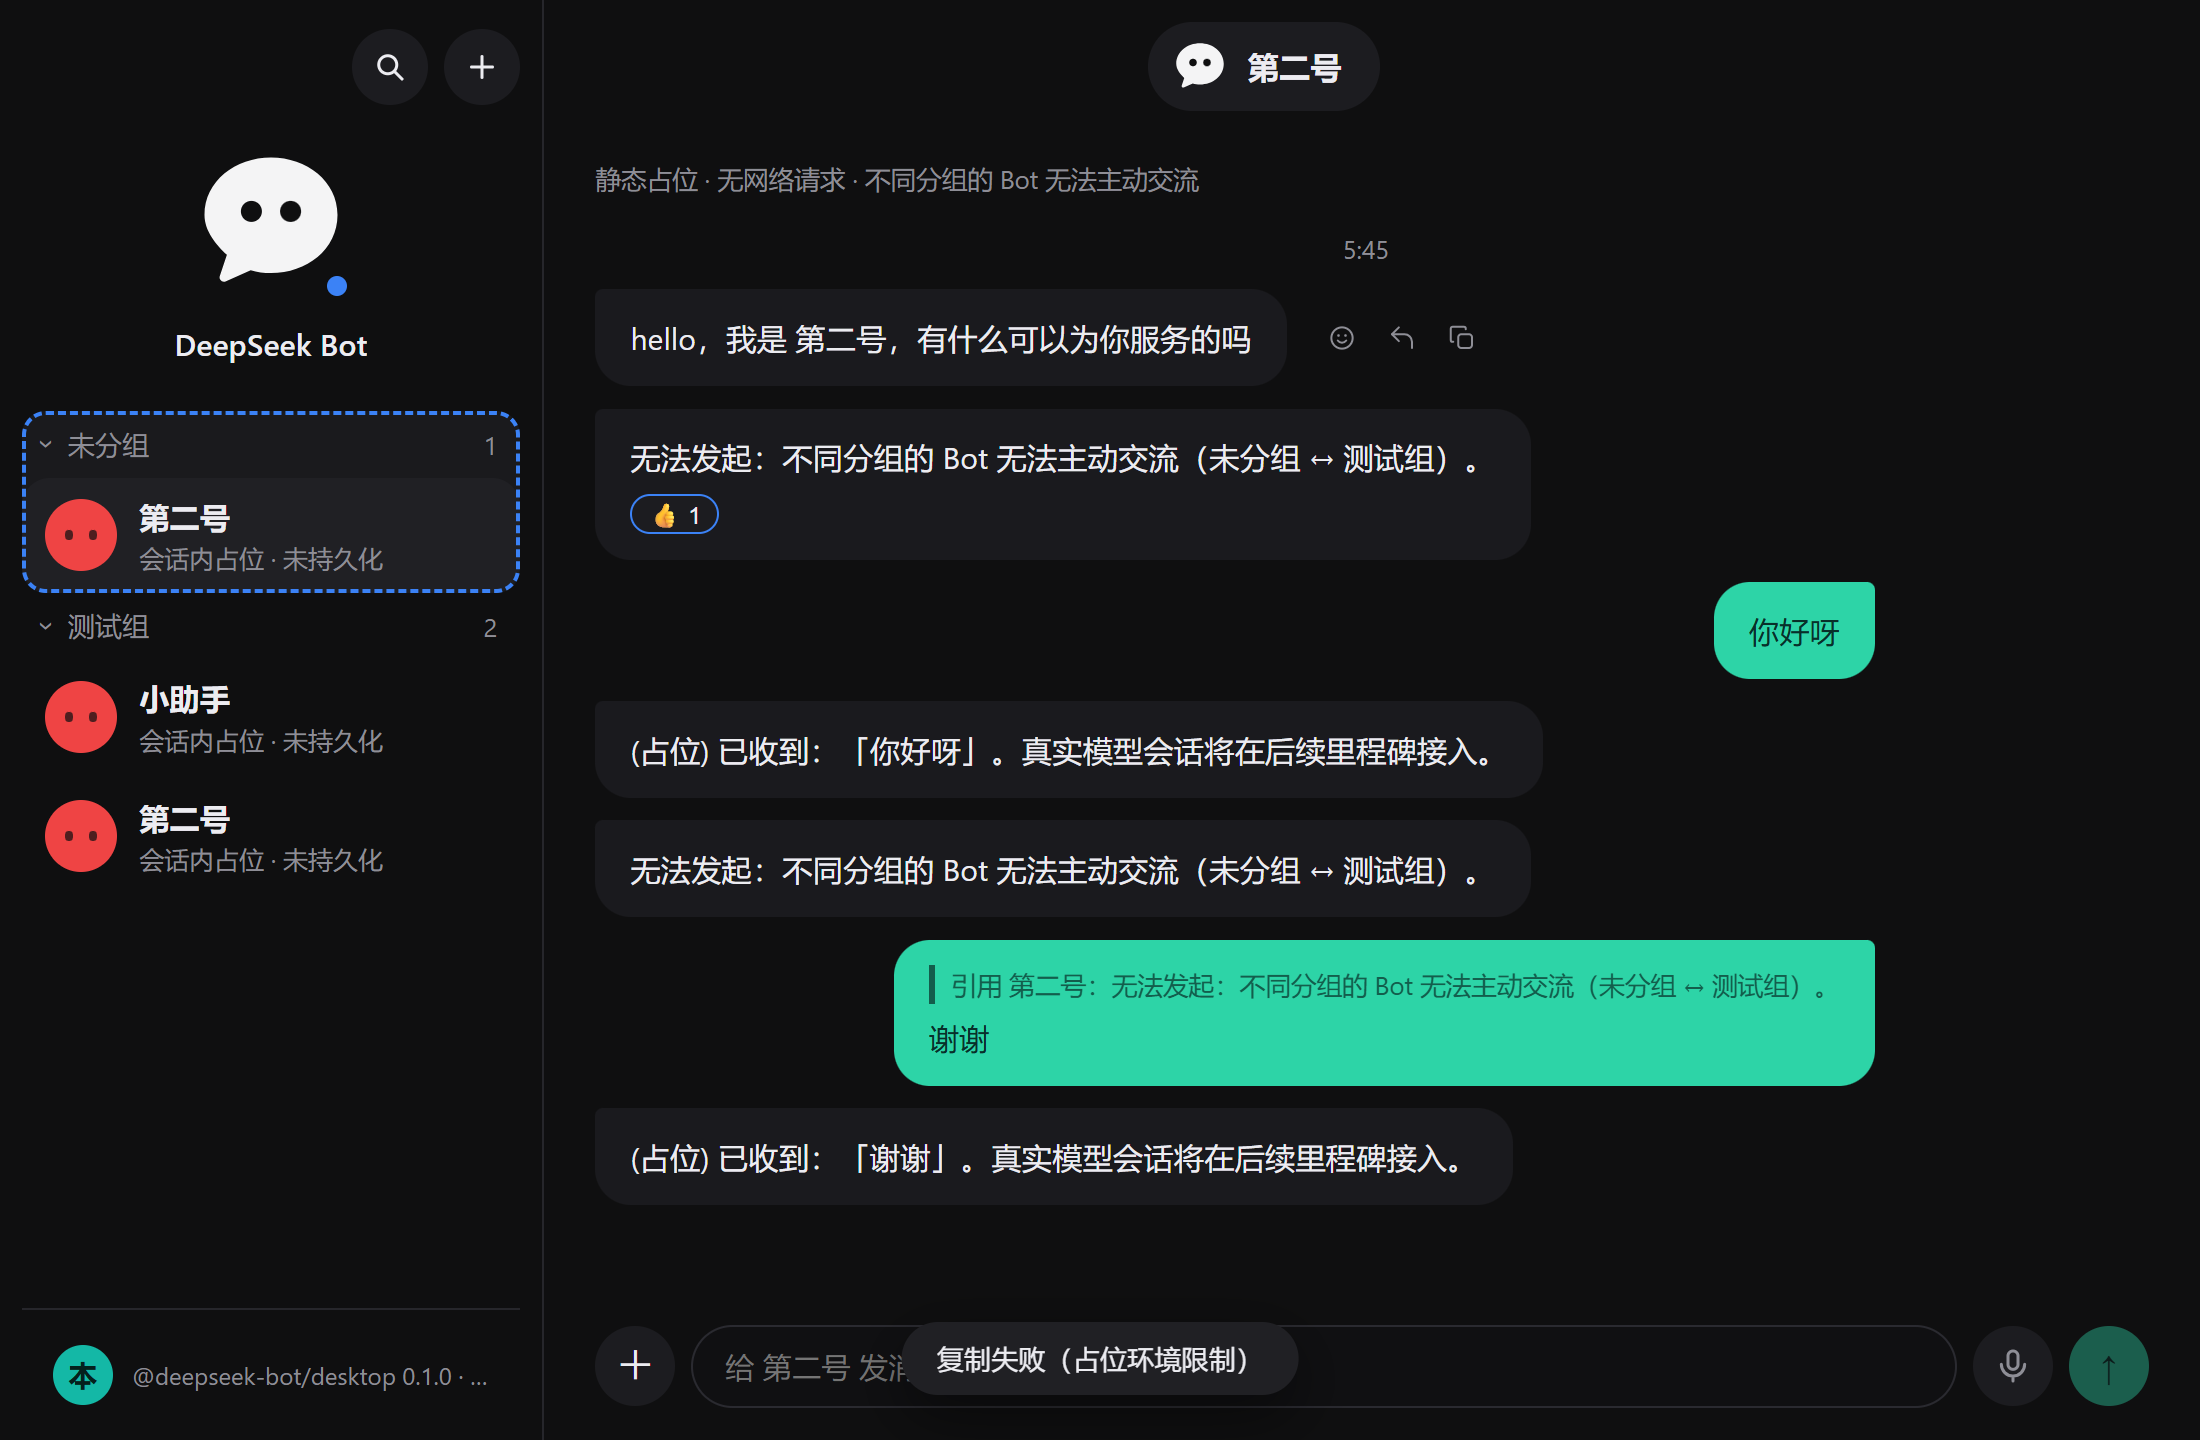 DeepSeek Bot
未分组 1
第二号
会话内占位 · 未持久化
测试组 2
小助手
会话内占位 · 未持久化
第二号
会话内占位 · 未持久化
本 @deepseek-bot/desktop 0.1.0 · ...
第二号
静态占位 · 无网络请求 · 不同分组的 Bot 无法主动交流
5:45
hello，我是 第二号，有什么可以为你服务的吗
无法发起：不同分组的 Bot 无法主动交流（未分组 ↔ 测试组）。
👍 1
你好呀
(占位) 已收到：「你好呀」。真实模型会话将在后续里程碑接入。
无法发起：不同分组的 Bot 无法主动交流（未分组 ↔ 测试组）。
引用 第二号：无法发起：不同分组的 Bot 无法主动交流（未分组 ↔ 测试组）。
谢谢
(占位) 已收到：「谢谢」。真实模型会话将在后续里程碑接入。
给 第二号 发
复制失败（占位环境限制）